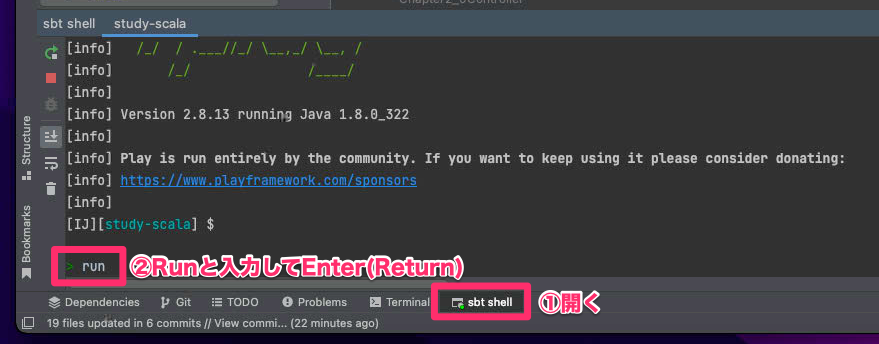 Chapter2_0Controller
sbt shell study-scala
[info] /_/ / .___//_/ \__,_/ \__, /
[info] /_/ /____/
[info]
[info] Version 2.8.13 running Java 1.8.0_322
[info]
[info] Play is run entirely by the community. If you want to keep using it please consider donating:
[info] https://www.playframework.com/sponsors
[info]
[IJ][study-scala] $
> run ②Runと入力してEnter(Return)
Structure
Bookmarks
Dependencies Git TODO Problems Terminal sbt shell ①開く
19 files updated in 6 commits // View commi... (22 minutes ago)